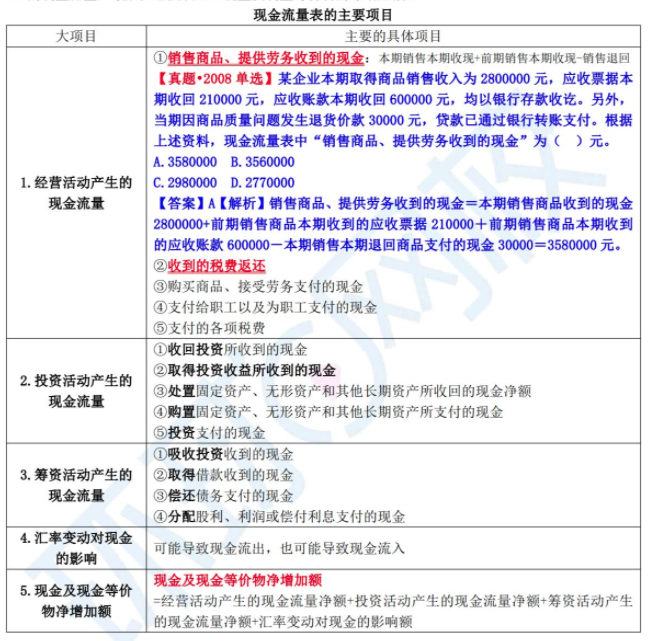 现金流量表的主要项目
大项目
主要的具体项目
1.经营活动产生的
现金流量
①销售商品、提供劳务收到的现金：本期销售本期收现+前期销售本期收现-销售退回
【真题•2008 单选】某企业本期取得商品销售收入为 2800000 元，应收票据本
期收回 210000 元，应收账款本期收回 600000 元，均以银行存款收讫。另外，
当期因商品质量问题发生退货价款 30000 元，贷款已通过银行转账支付。根据
上述资料，现金流量表中“销售商品、提供劳务收到的现金”为（ ）元。
A.3580000 B.3560000
C.2980000 D.2770000
【答案】A【解析】销售商品、提供劳务收到的现金＝本期销售商品收到的现金
2800000+前期销售商品本期收到的应收票据 210000＋前期销售商品本期收到
的应收账款 600000－本期销售本期退回商品支付的现金 30000＝3580000 元。
②收到的税费返还
③购买商品、接受劳务支付的现金
④支付给职工以及为职工支付的现金
⑤支付的各项税费
2.投资活动产生的
现金流量
①收回投资所收到的现金
②取得投资收益所收到的现金
③处置固定资产、无形资产和其他长期资产所收回的现金净额
④购置固定资产、无形资产和其他长期资产所支付的现金
⑤投资支付的现金
3.筹资活动产生的
现金流量
①吸收投资收到的现金
②取得借款收到的现金
③偿还债务支付的现金
④分配股利、利润或偿付利息支付的现金
4.汇率变动对现金
的影响
可能导致现金流出，也可能导致现金流入
5.现金及现金等价
物净增加额
现金及现金等价物净增加额
=经营活动产生的现金流量净额+投资活动产生的现金流量净额+筹资活动产生
的现金流量净额+汇率变动对现金的影响额